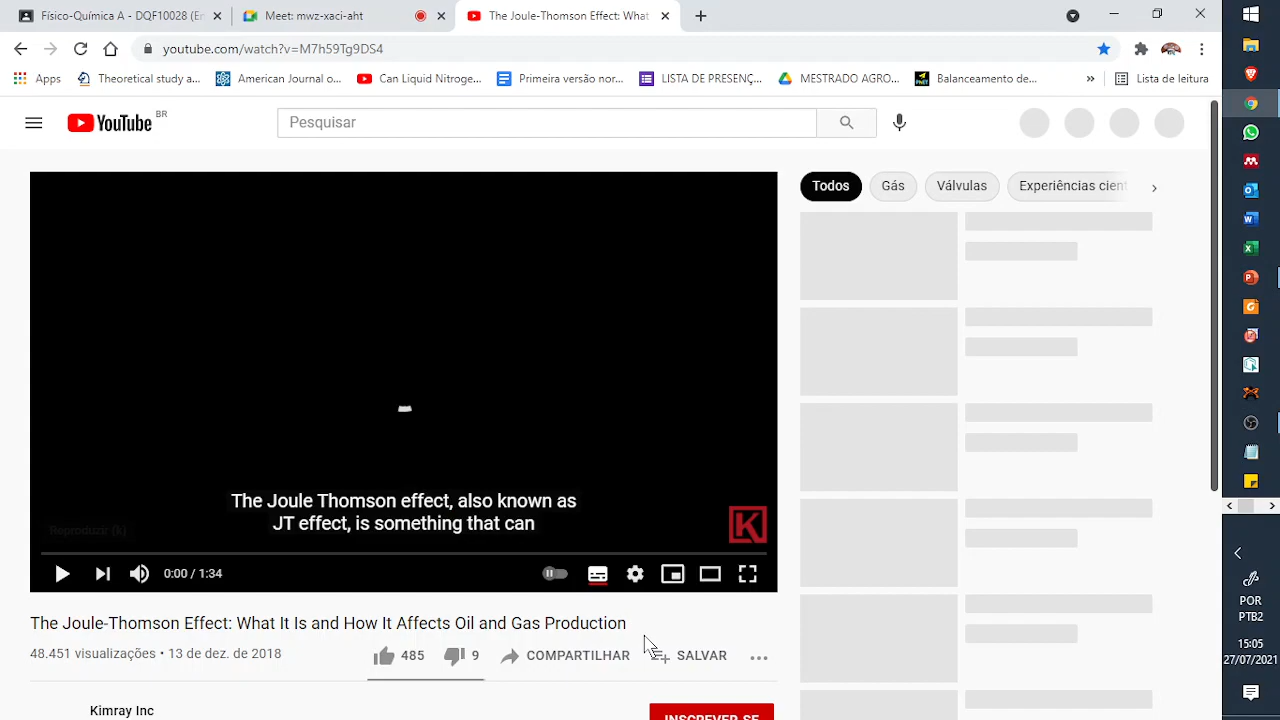 Físico-Química - DQF10028 (En
Meet: mwz-xaci-aht
The Joule-Thomson Effect: What
youtube.com/watch?v=M7h59Tg9DS4
Apps
Theoretical study a...
American Journal o...
Can Liquid Nitroge...
Primeira versão nor...
LISTA DE PRESENÇ...
MESTRADO AGRO...
Balanceamento de...
»
Lista de leitura
YouTube BR
Pesquisar
Todos
Gás
Válvulas
Experiências cient
The Joule Thomson effect, also known as
JT effect, is something that can
Reproduzir (k)
K
0:00 / 1:34
The Joule-Thomson Effect: What It Is and How It Affects Oil and Gas Production
48.451 visualizações • 13 de dez. de 2018
485
9
COMPARTILHAR
SALVAR
Kimray Inc
INSCREVER-SE
POR
PTB2
15:05
27/07/2021